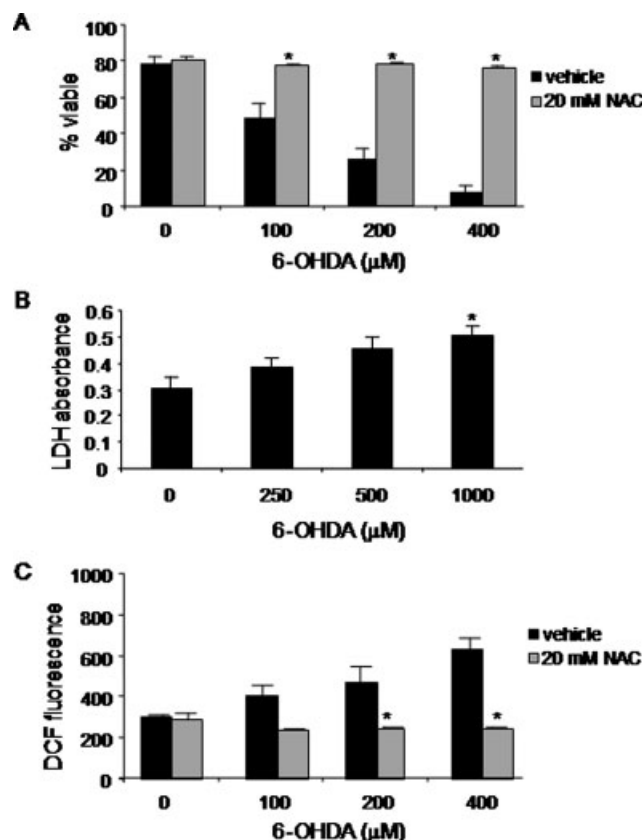 A
% viable
100
80
60
40
20
0
*
*
*
vehicle
20 mM NAC
0
100
200
400
6-OHDA (μM)
B
LDH absorbance
0.6
0.5
0.4
0.3
0.2
0.1
0
*
0
250
500
1000
6-OHDA (μM)
C
DCF fluorescence
1000
800
600
400
200
0
*
*
vehicle
20 mM NAC
0
100
200
400
6-OHDA (μM)